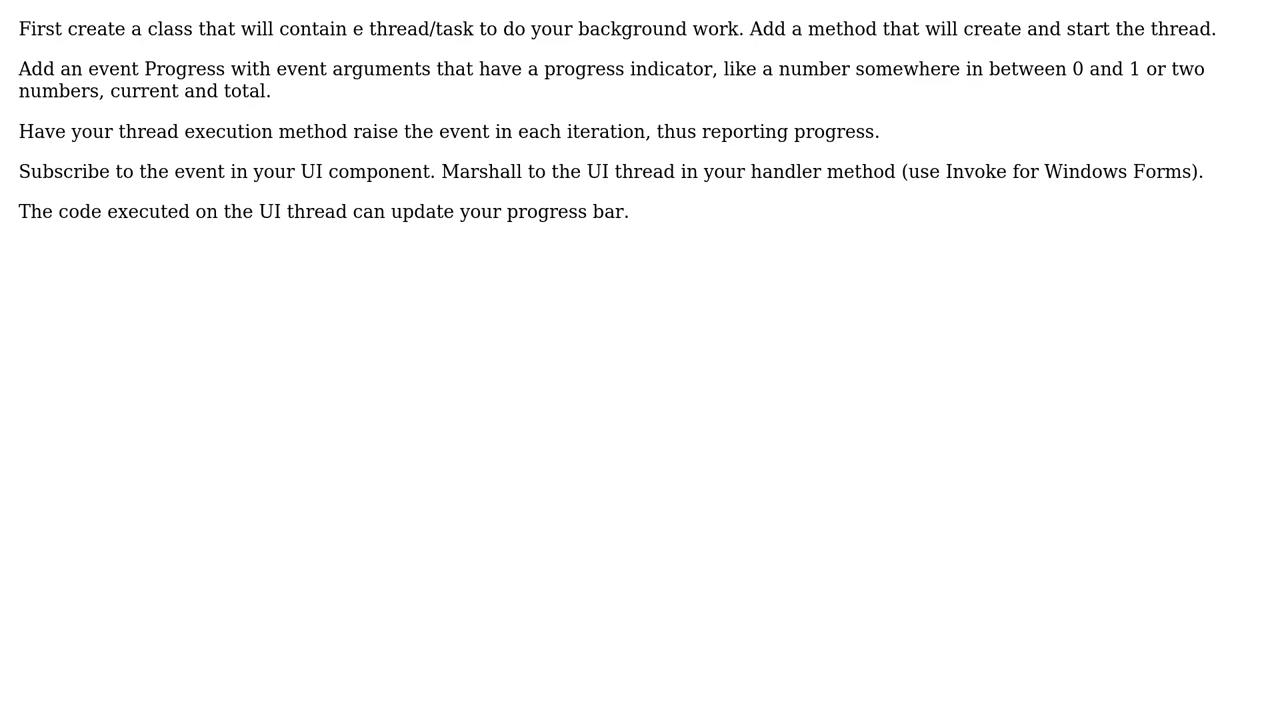 First create a class that will contain e thread/task to do your background work. Add a method that will create and start the thread.
Add an event Progress with event arguments that have a progress indicator, like a number somewhere in between 0 and 1 or two
numbers, current and total.
Have your thread execution method raise the event in each iteration, thus reporting progress.
Subscribe to the event in your UI component. Marshall to the UI thread in your handler method (use Invoke for Windows Forms).
The code executed on the UI thread can update your progress bar.